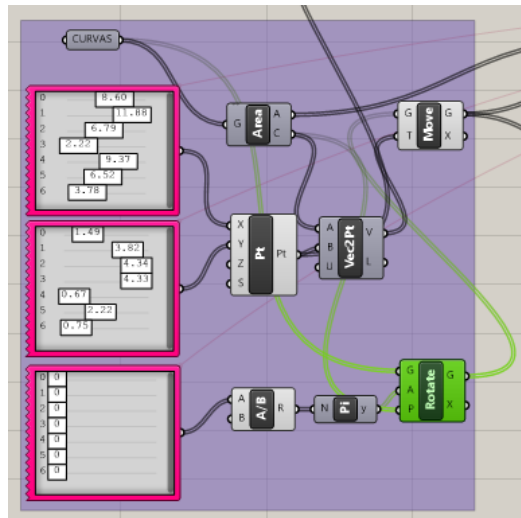 CURVAS
0 8.60
1 11.88
2 6.79
3 2.22
4 9.37
5 6.52
6 3.78
G Area A C
G T Move G X
0 1.49
1 3.82
2 4.34
3 4.33
4 0.67
5 2.22
6 0.75
X Y Z S Pt Pt
A B U Vec2Pt V L
0 0
1 0
2 0
3 0
4 0
5 0
6 0
A B A/B R
N Pi y
G A P Rotate G X